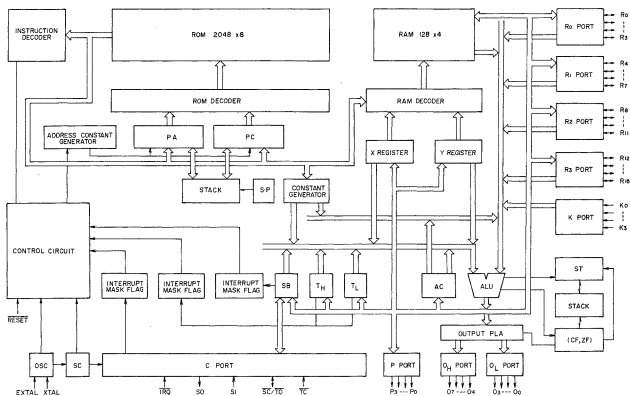 INSTRUCTION
DECODER
ROM 2048 x 8
RAM 128 x 4
R0 PORT
R0
R3
R1 PORT
R4
R7
R2 PORT
R8
R11
R3 PORT
R12
R15
K PORT
K0
K3
ROM DECODER
RAM DECODER
ADDRESS CONSTANT
GENERATOR
PA
PC
X REGISTER
Y REGISTER
STACK
S·P
CONSTANT
GENERATOR
CONTROL CIRCUIT
INTERRUPT
MASK FLAG
INTERRUPT
MASK FLAG
INTERRUPT
MASK FLAG
SB
TH
TL
AC
ALU
ST
STACK
(CF, ZF)
OUTPUT PLA
RESET
OSC
SC
C PORT
P PORT
OH
PORT
OL
PORT
EXTAL XTAL
IRQ
SO
SI
SC/TO
TC
P3 --- P0
O7 --- O4
O3 --- O0